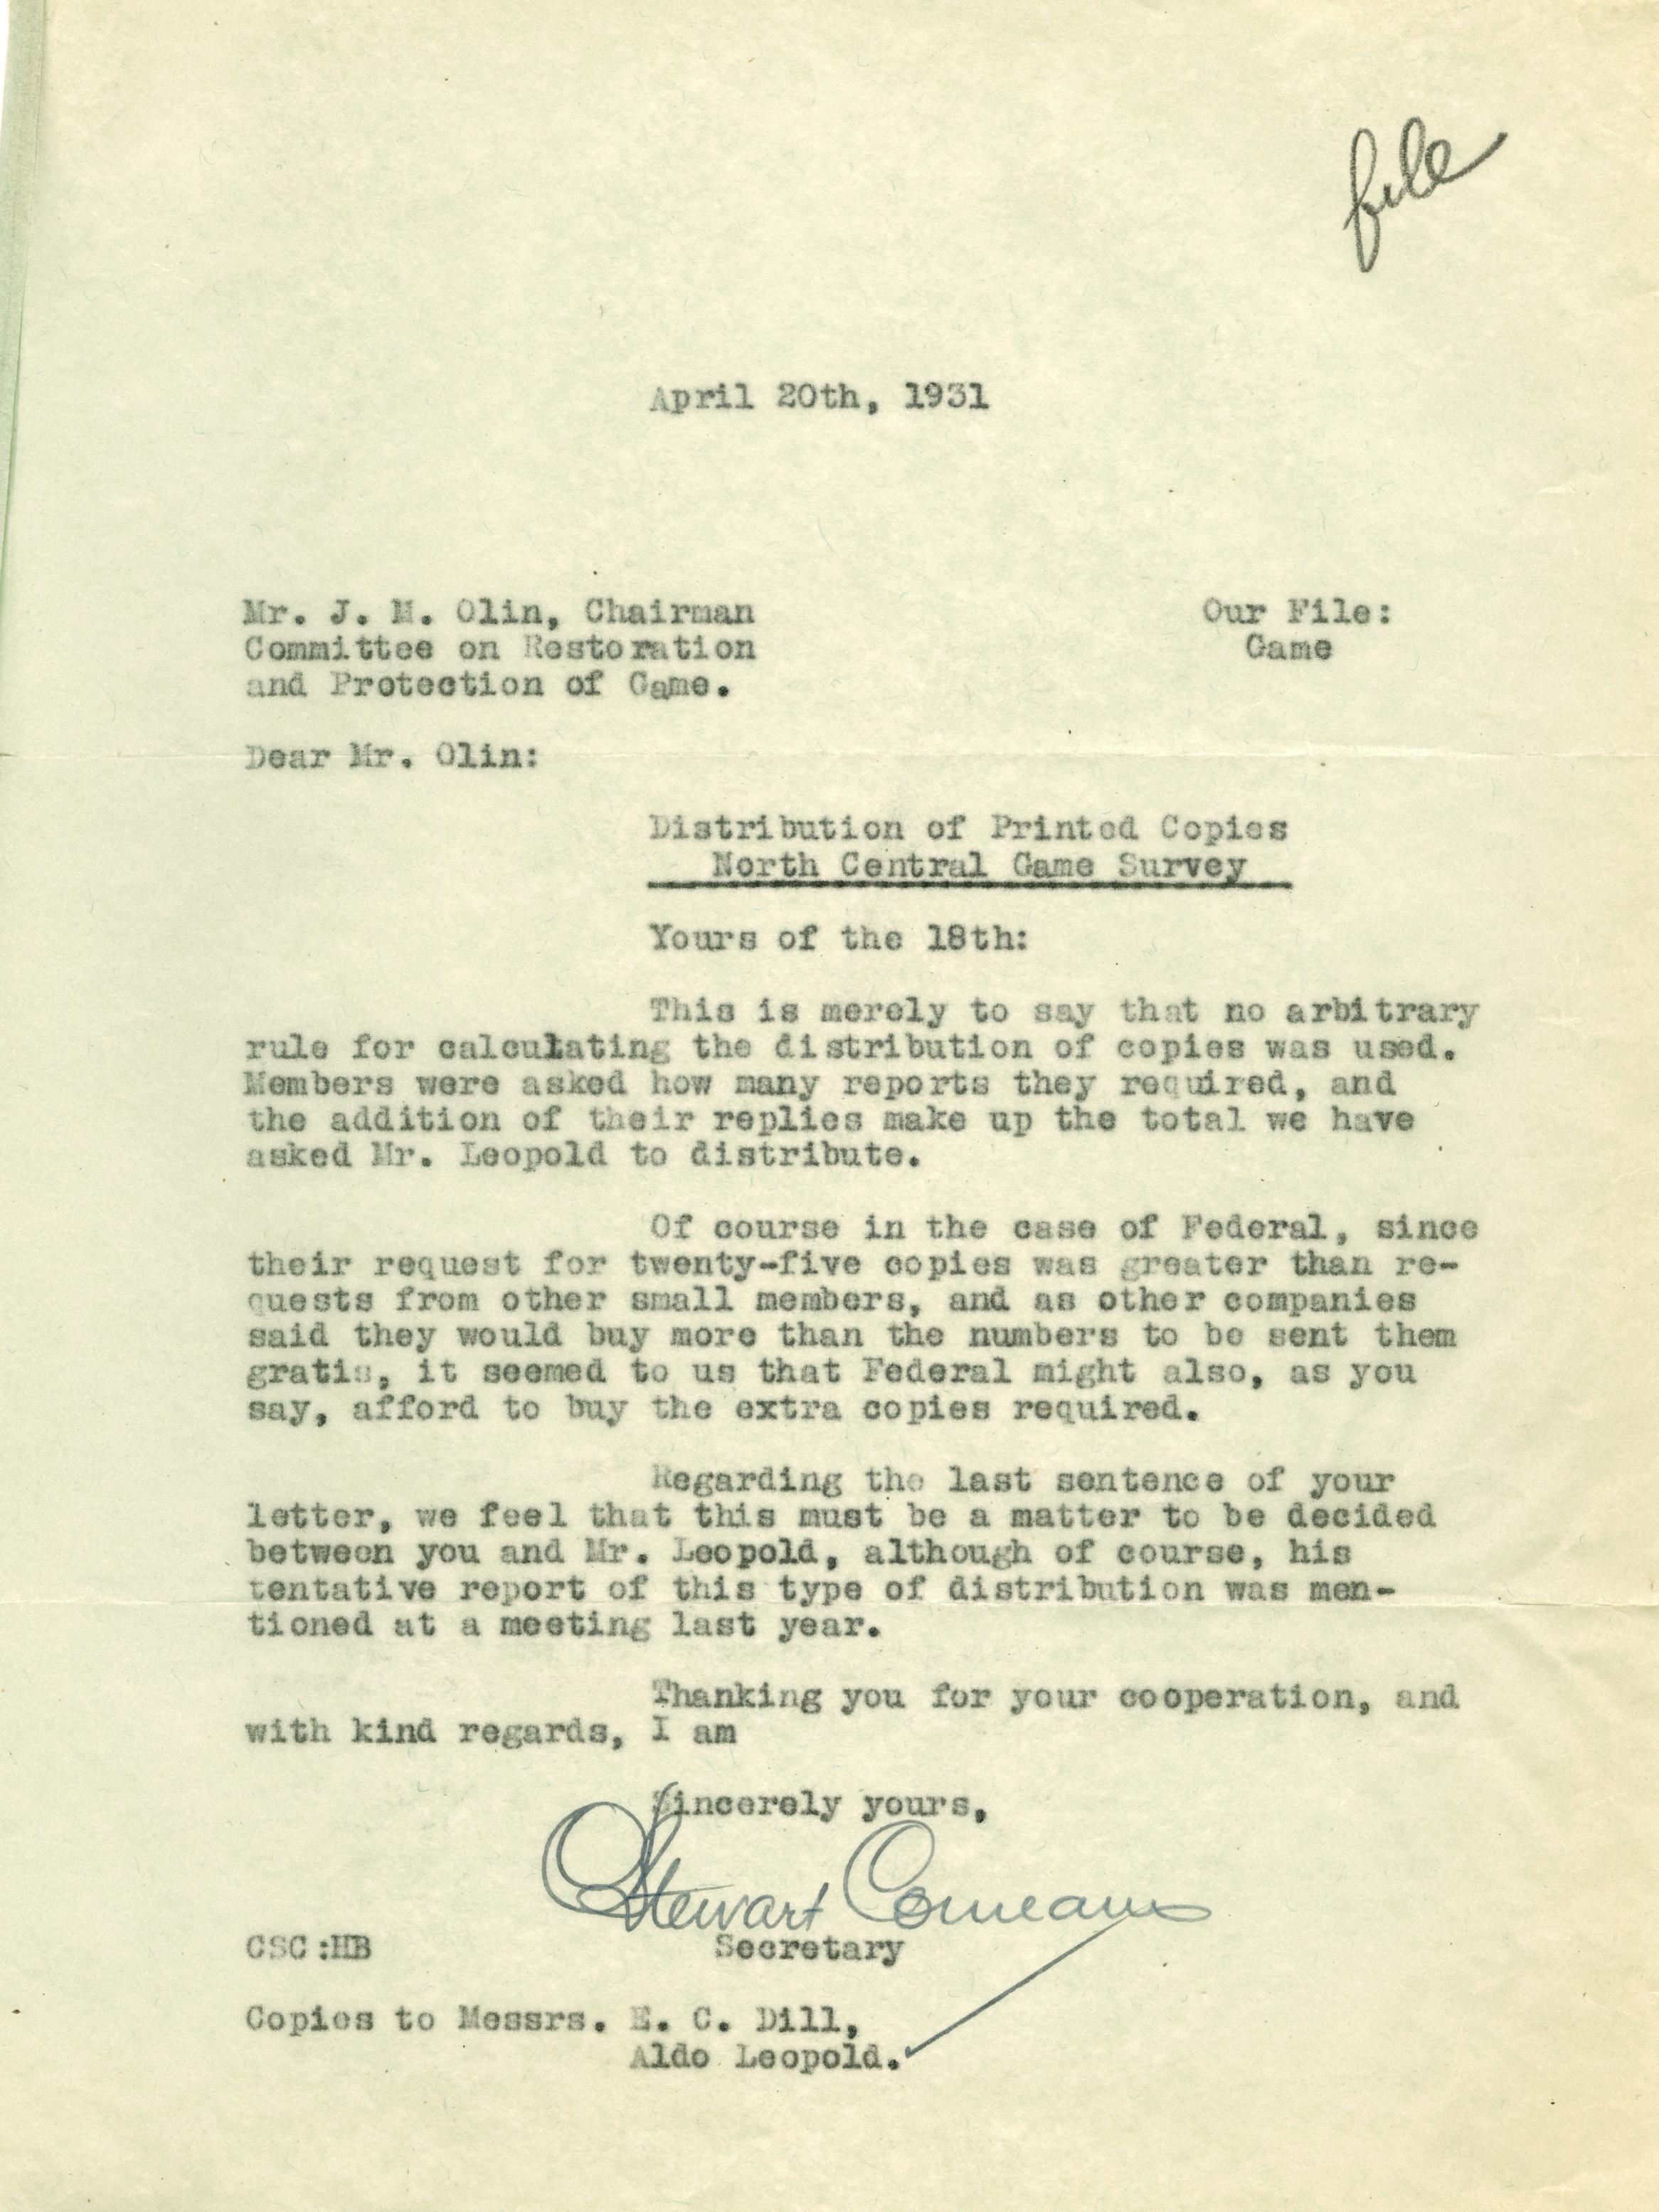 file
April 20th, 1931
Mr. J. M. Olin, Chairman
Committee on Restoration
and Protection of Game.
Our File:
Game
Dear Mr. Olin:
Distribution of Printed Copies
North Central Game Survey
Yours of the 18th:
This is merely to say that no arbitrary
rule for calculating the distribution of copies was used.
Members were asked how many reports they required, and
the addition of their replies make up the total we have
asked Mr. Leopold to distribute.
Of course in the case of Federal, since
their request for twenty-five copies was greater than re-
quests from other small members, and as other companies
said they would buy more than the numbers to be sent them
gratis, it seemed to us that Federal might also, as you
say, afford to buy the extra copies required.
Regarding the last sentence of your
letter, we feel that this must be a matter to be decided
between you and Mr. Leopold, although of course, his
tentative report of this type of distribution was men-
tioned at a meeting last year.
Thanking you for your cooperation, and
with kind regards, I am
Sincerely yours,
Stewart Comeaux
Secretary
CSC:HB
Copies to Messrs. E. C. Dill,
Aldo Leopold.